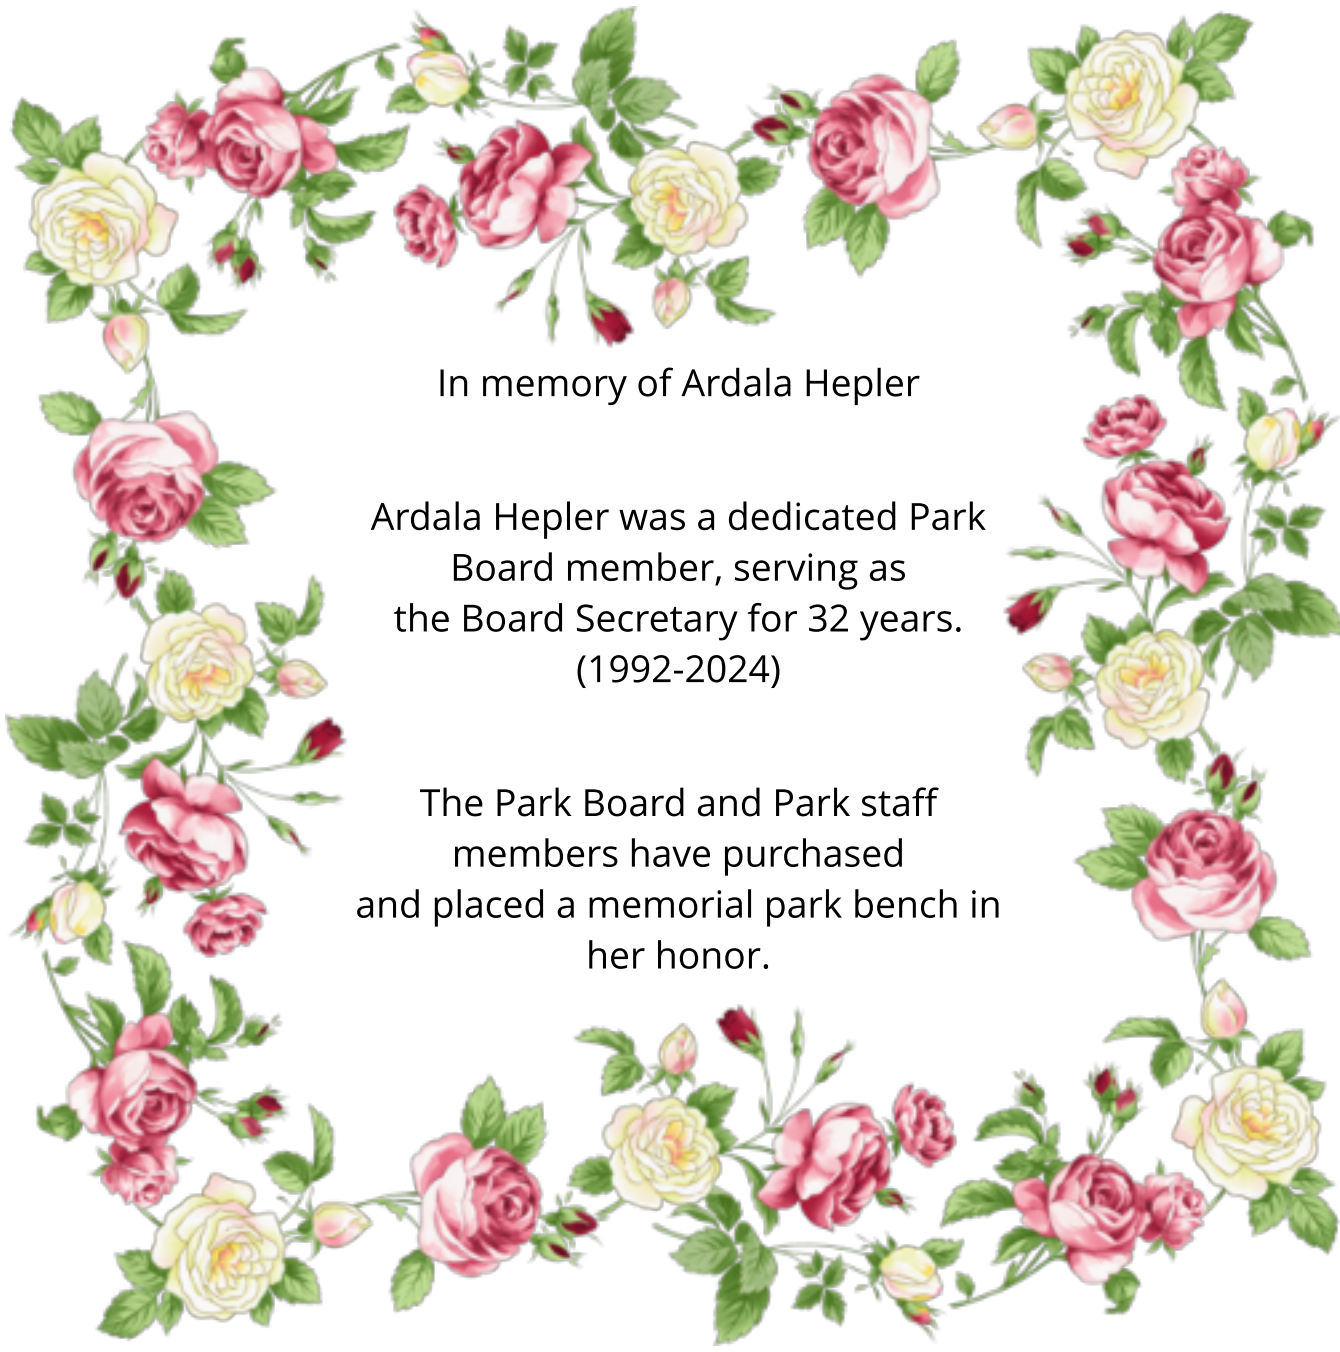 In memory of Ardala Hepler
Ardala Hepler was a dedicated Park
Board member, serving as
the Board Secretary for 32 years.
(1992-2024)
The Park Board and Park staff
members have purchased
and placed a memorial park bench in
her honor.